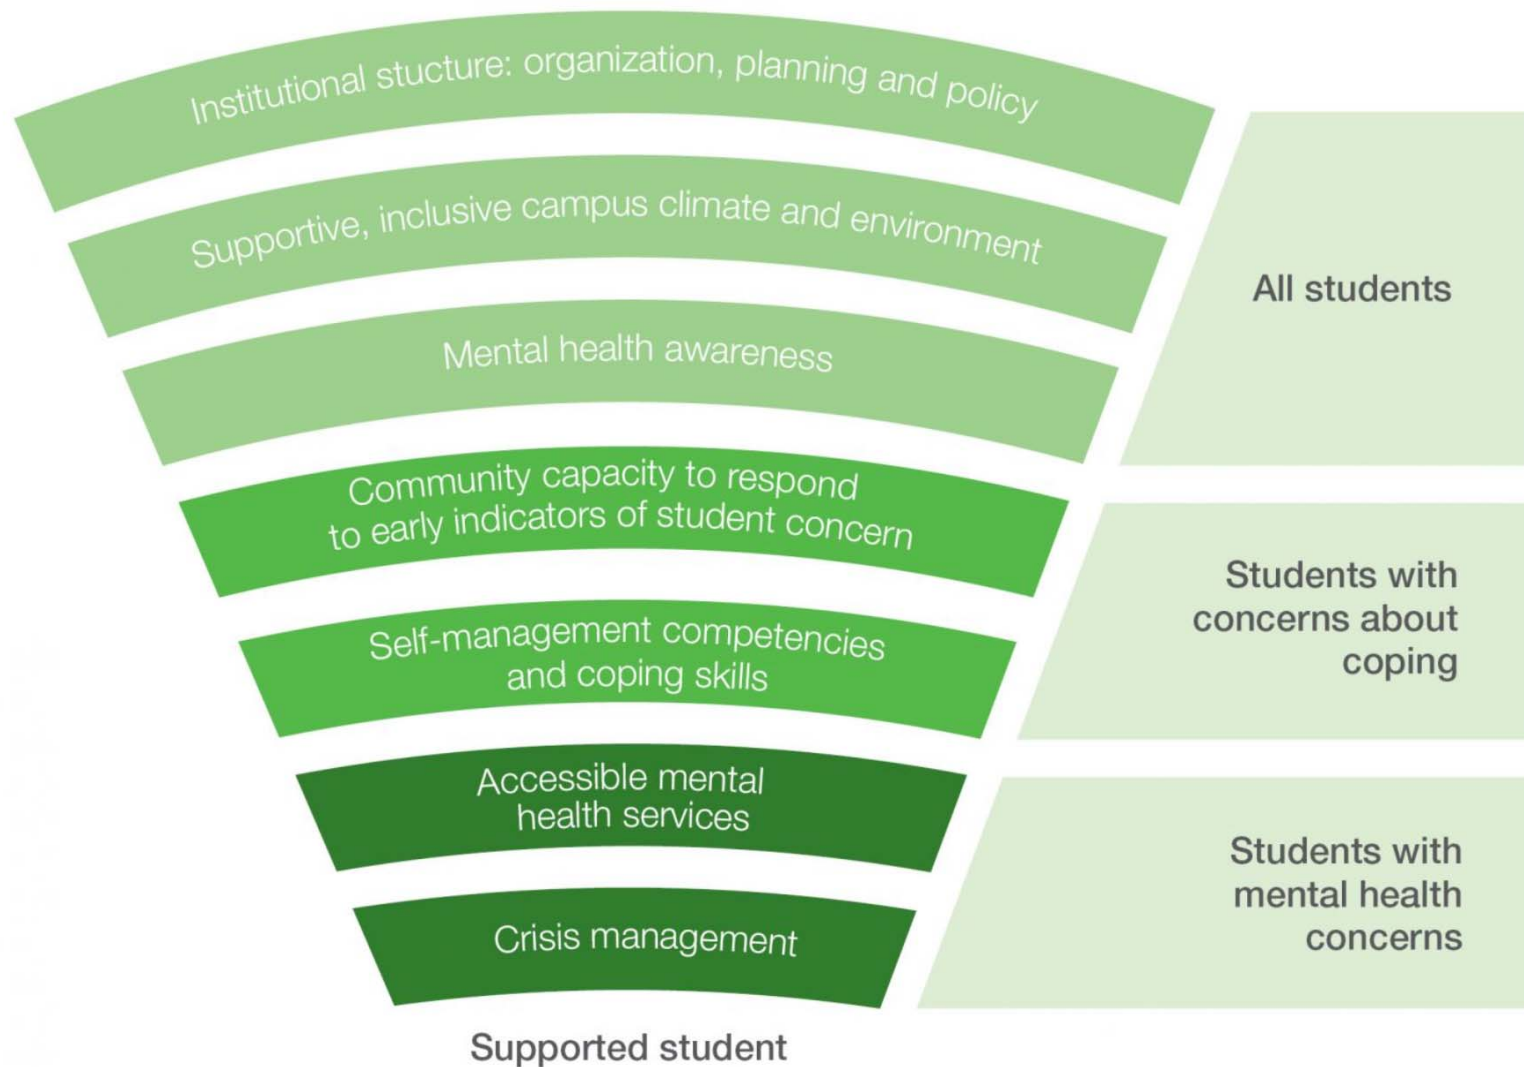 Institutional stucture: organization, planning and policy
Supportive, inclusive campus climate and environment
Mental health awareness
All students
Community capacity to respond
to early indicators of student concern
Self-management competencies
and coping skills
Students with
concerns about
coping
Accessible mental
health services
Crisis management
Students with
mental health
concerns
Supported student